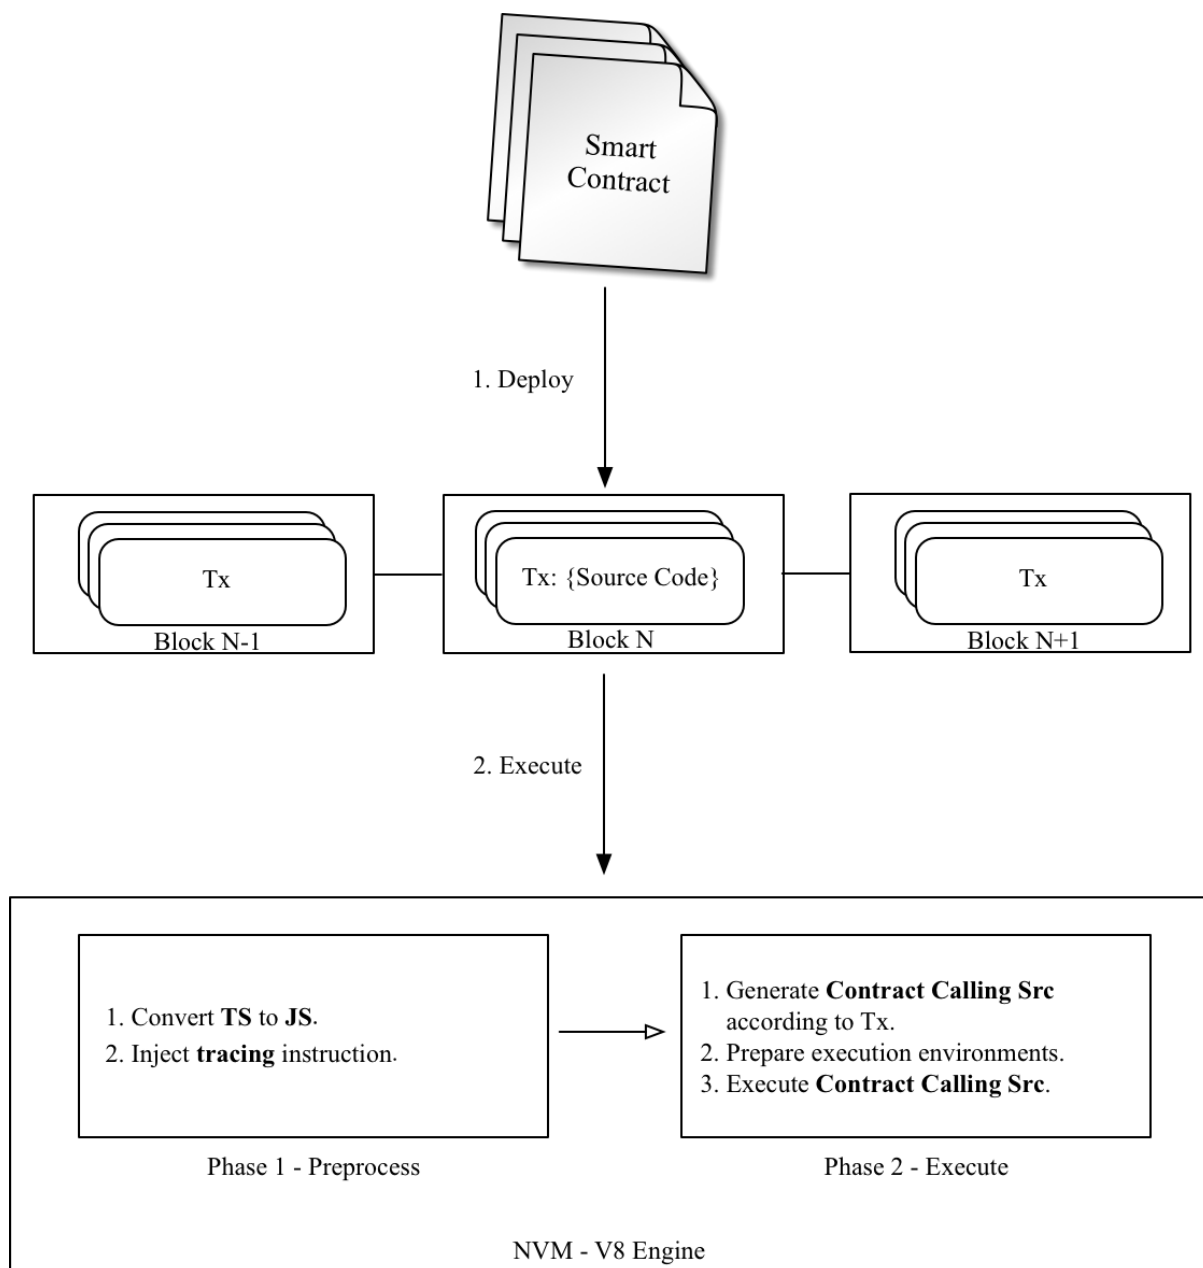 Smart
Contract
1. Deploy
Tx
Block N-1
Tx: {Source Code}
Block N
Tx
Block N+1
2. Execute
1. Convert TS to JS.
2. Inject tracing instruction.
Phase 1 - Preprocess
1. Generate Contract Calling Src
according to Tx.
2. Prepare execution environments.
3. Execute Contract Calling Src.
Phase 2 - Execute
NVM - V8 Engine